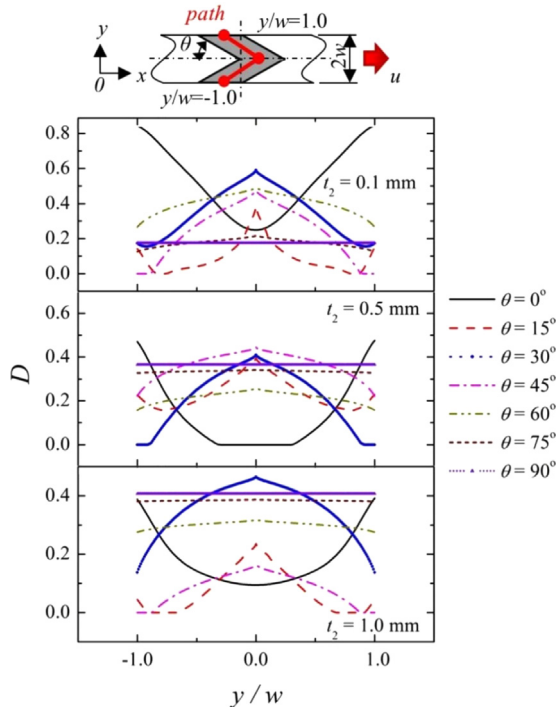 path
y/w=1.0
y
θ
2w
0
x
y/w=-1.0
u
0.8
0.6
0.4
0.2
0.0
t₂ = 0.1 mm
0.6
0.4
0.2
0.0
t₂ = 0.5 mm
D
0.4
0.2
0.0
t₂ = 1.0 mm
-1.0
0.0
1.0
y / w
θ = 0°
θ = 15°
θ = 30°
θ = 45°
θ = 60°
θ = 75°
θ = 90°